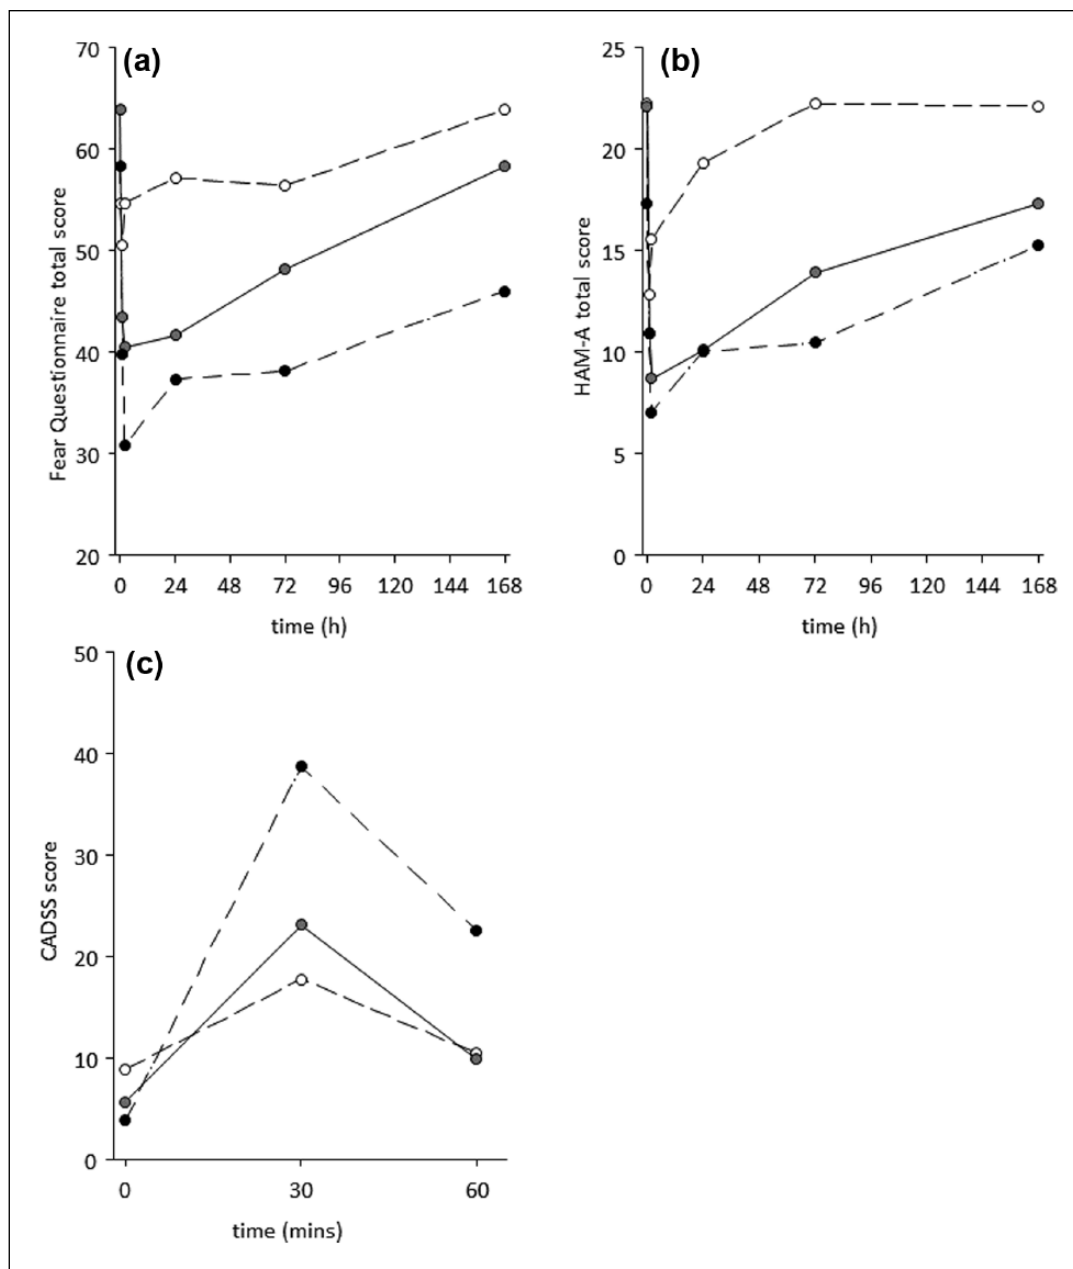 (a)
70
60
50
40
30
20
Fear Questionnaire total score
0 24 48 72 96 120 144 168
time (h)
(b)
25
20
15
10
5
0
HAM-A total score
0 24 48 72 96 120 144 168
time (h)
(c)
50
40
30
20
10
0
CADSS score
0 30 60
time (mins)